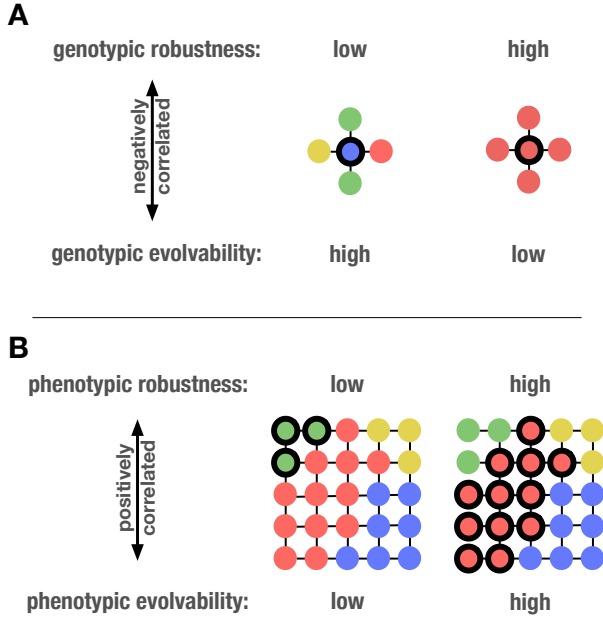 A
genotypic robustness: low high
negatively
correlated
genotypic evolvability: high low
B
phenotypic robustness: low high
positively
correlated
phenotypic evolvability: low high